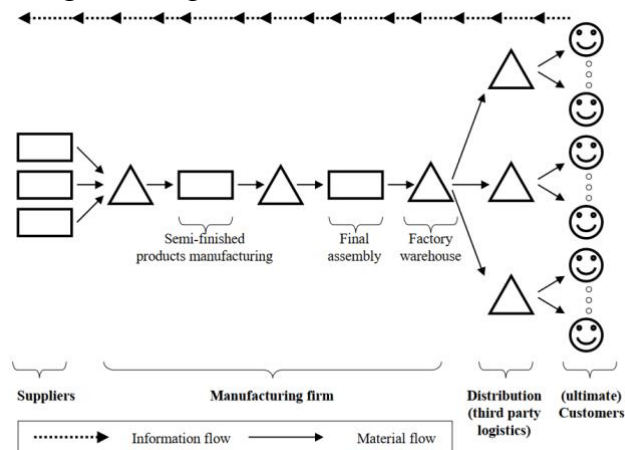 Semi-finished
products manufacturing
Final
assembly
Factory
warehouse
Suppliers
Manufacturing firm
Distribution
(third party
logistics)
(ultimate)
Customers
Information flow
Material flow